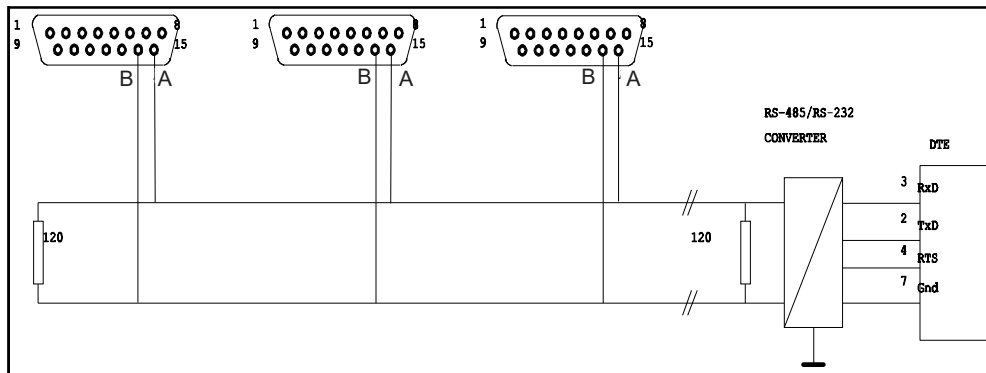 1 8
9 15
B A
1 8
9 15
B A
1 8
9 15
B A
RS-485/RS-232
CONVERTER
DTE
3 RxD
2 TxD
4 RTS
7 Gnd
120
120